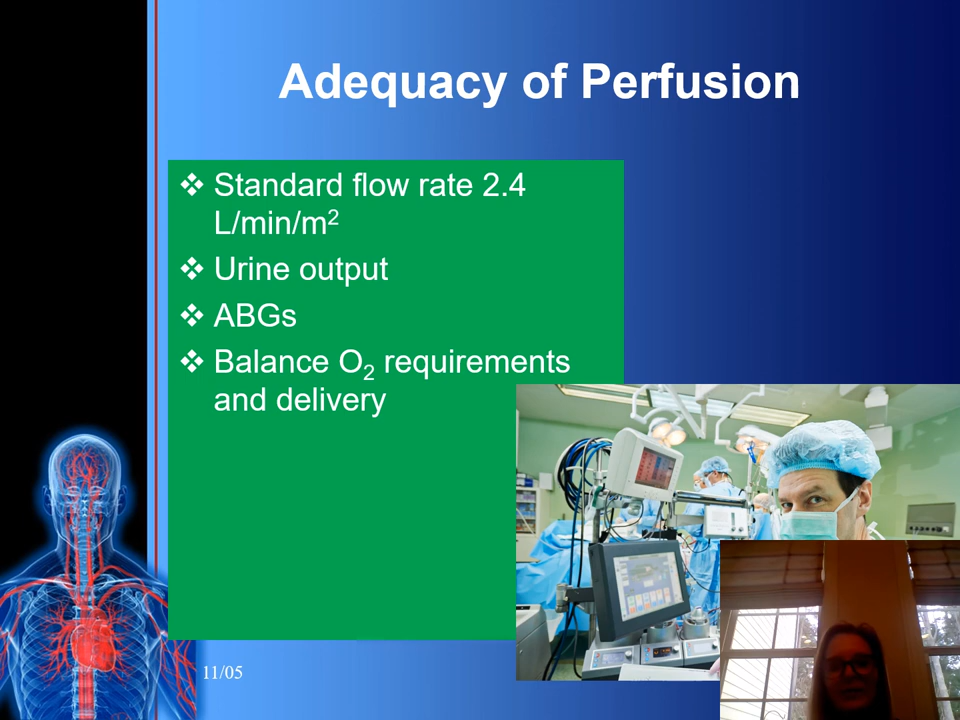 Adequacy of Perfusion
❖ Standard flow rate 2.4
L/min/m²
❖ Urine output
❖ ABGs
❖ Balance O₂ requirements
and delivery
11/05